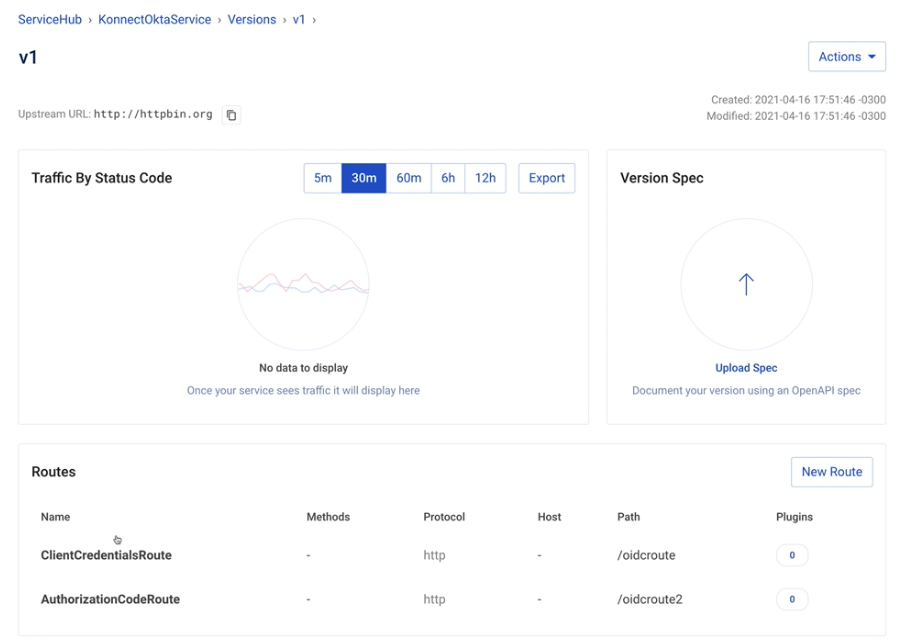 ServiceHub › KonnectOktaService › Versions › v1 ›
v1
Actions
Created: 2021-04-16 17:51:46 -0300
Upstream URL: http://httpbin.org
Modified: 2021-04-16 17:51:46 -0300
Traffic By Status Code
5m 30m 60m 6h 12h Export
No data to display
Once your service sees traffic it will display here
Version Spec
Upload Spec
Document your version using an OpenAPI spec
Routes
New Route
Name Methods Protocol Host Path Plugins
ClientCredentialsRoute - http - /oidcroute 0
AuthorizationCodeRoute - http - /oidcroute2 0